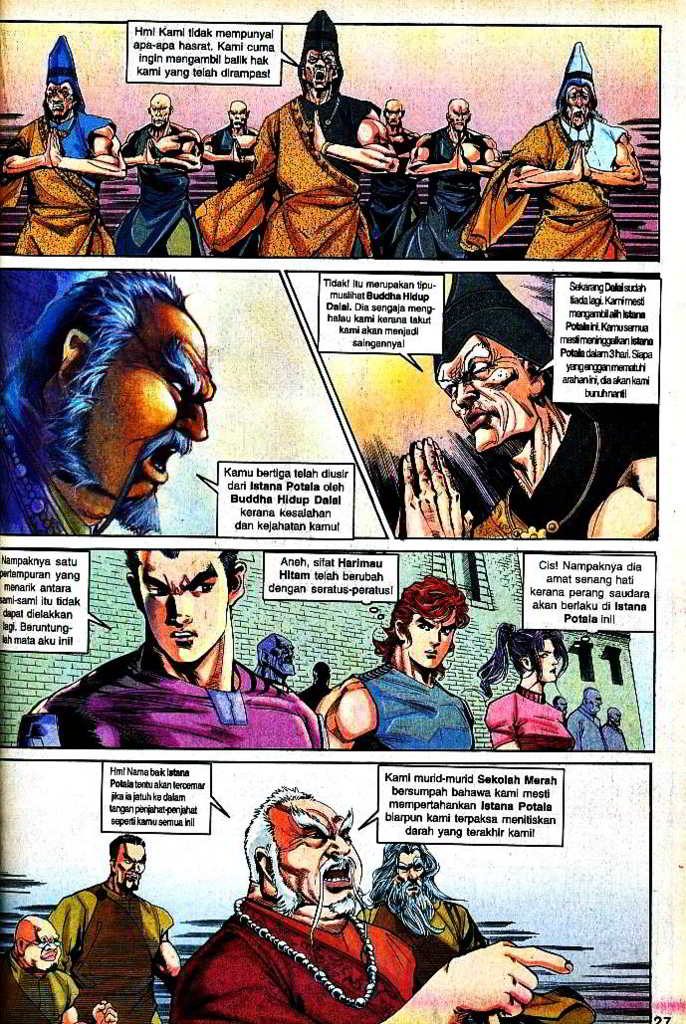 Hm! Kami tidak mempunyai
apa-apa hasrat. Kami cuma
ingin mengambil balik hak
kami yang telah dirampas!
Kamu bertiga telah diusir
dari Istana Potala oleh
Buddha Hidup Dalai
kerana kesalahan
dan kejahatan kamu!
Tidak! Itu merupakan tipu-
muslihat Buddha Hidup
Dalai. Dia sengaja meng-
halau kami kerana takut
kami akan menjadi
saingannya!
Sekarang Dalai sudah
tiada lagi. Kami mesti
mengambil alih Istana
Potala ini. Kamu semua
mesti meninggalkan Istana
Potala dalam 3 hari. Siapa
yang enggan mematuhi
arahan ini, dia akan kami
bunuh nanti!
Nampaknya satu
pertempuran yang
menarik antara
sami-sami itu tidak
dapat dielakkan
lagi. Beruntung-
lah mata aku ini!
Aneh, sifat Harimau
Hitam telah berubah
dengan seratus-peratus!
Cis! Nampaknya dia
amat senang hati
kerana perang saudara
akan berlaku di Istana
Potala ini!
Hm! Nama baik Istana
Potala tentu akan tercemar
jika ia jatuh ke dalam
tangan penjahat-penjahat
seperti kamu semua ini!
Kami murid-murid Sekolah Merah
bersumpah bahawa kami mesti
mempertahankan Istana Potala
biarpun kami terpaksa menitiskan
darah yang terakhir kami!
27